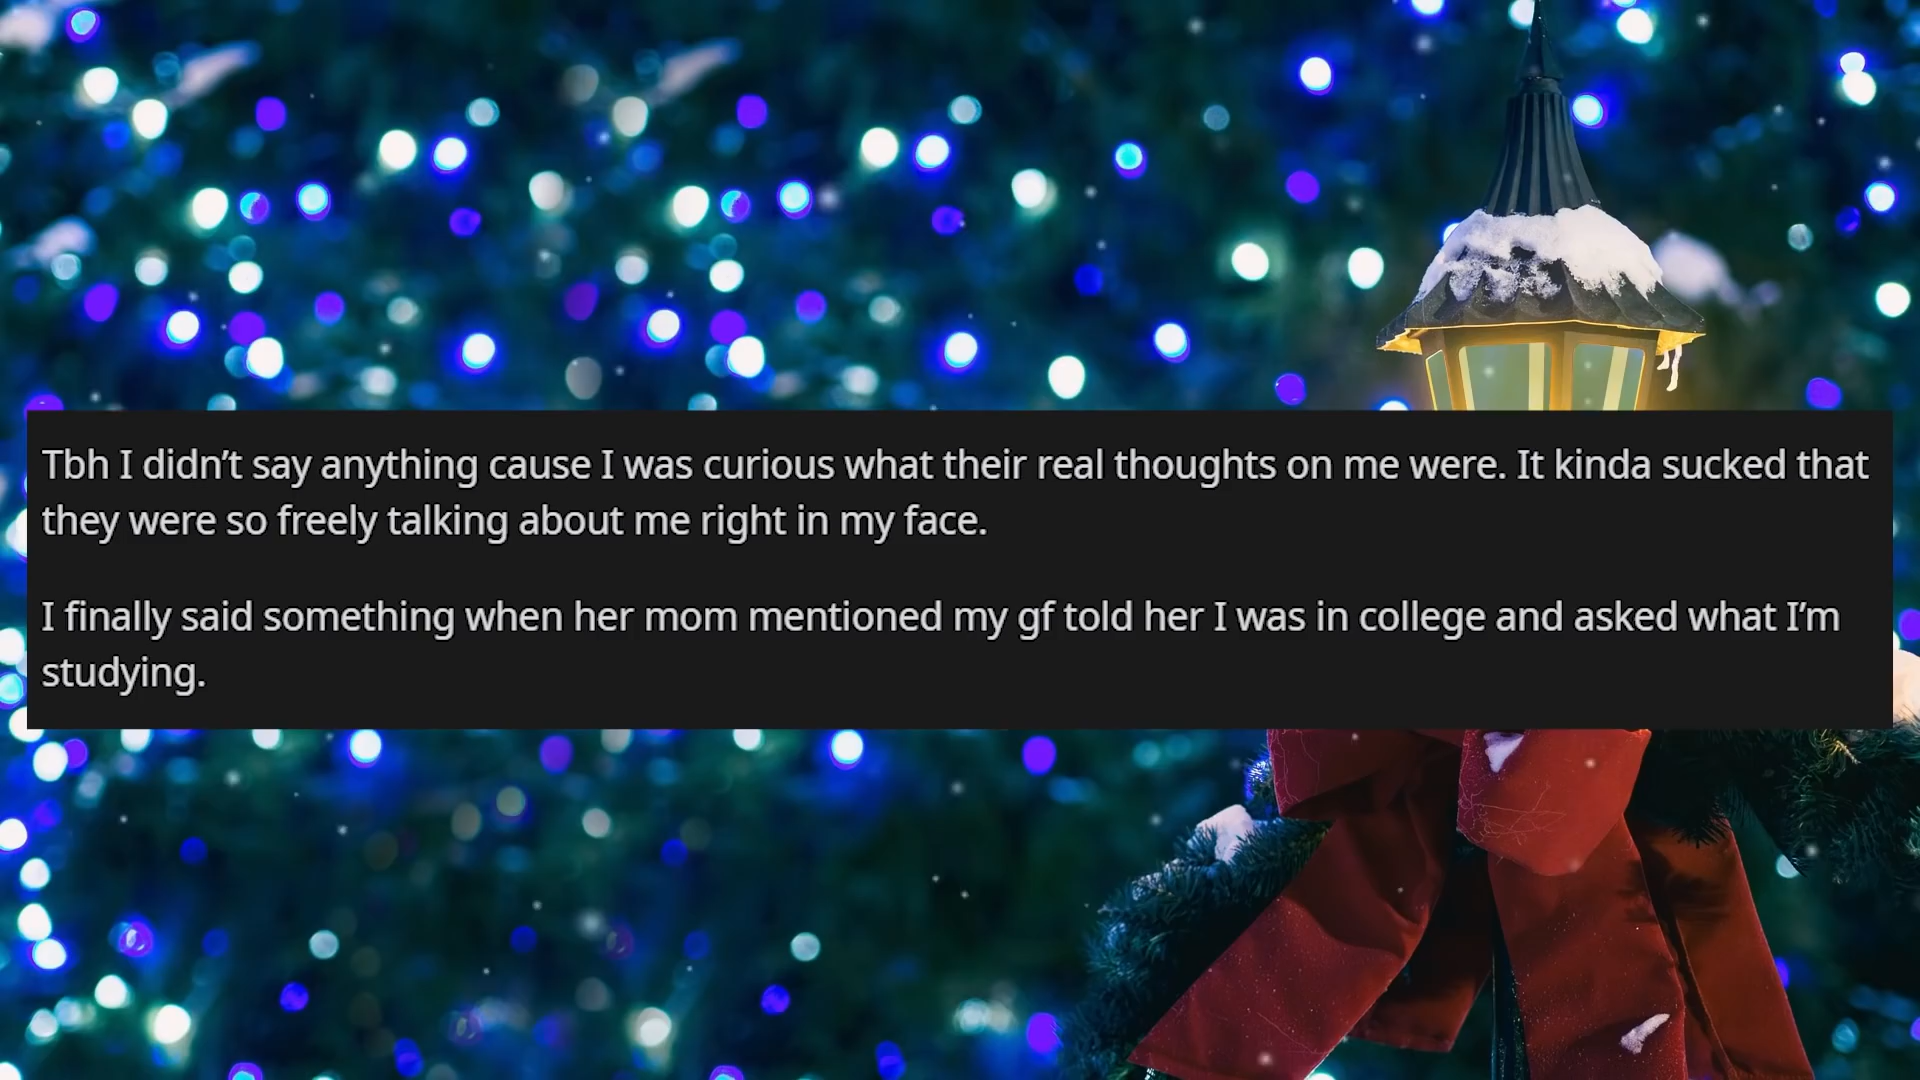 Tbh I didn’t say anything cause I was curious what their real thoughts on me were. It kinda sucked that
they were so freely talking about me right in my face.
I finally said something when her mom mentioned my gf told her I was in college and asked what I’m
studying.